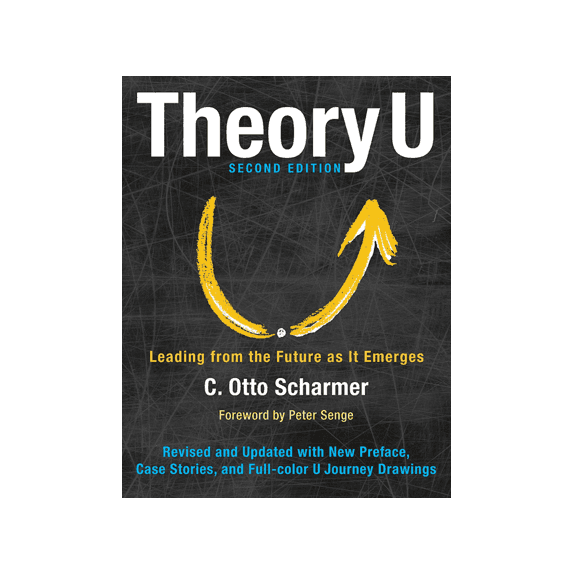 Theory U
SECOND EDITION
Leading from the Future as It Emerges
C. Otto Scharmer
Foreword by Peter Senge
Revised and Updated with New Preface,
Case Stories, and Full-color U Journey Drawings